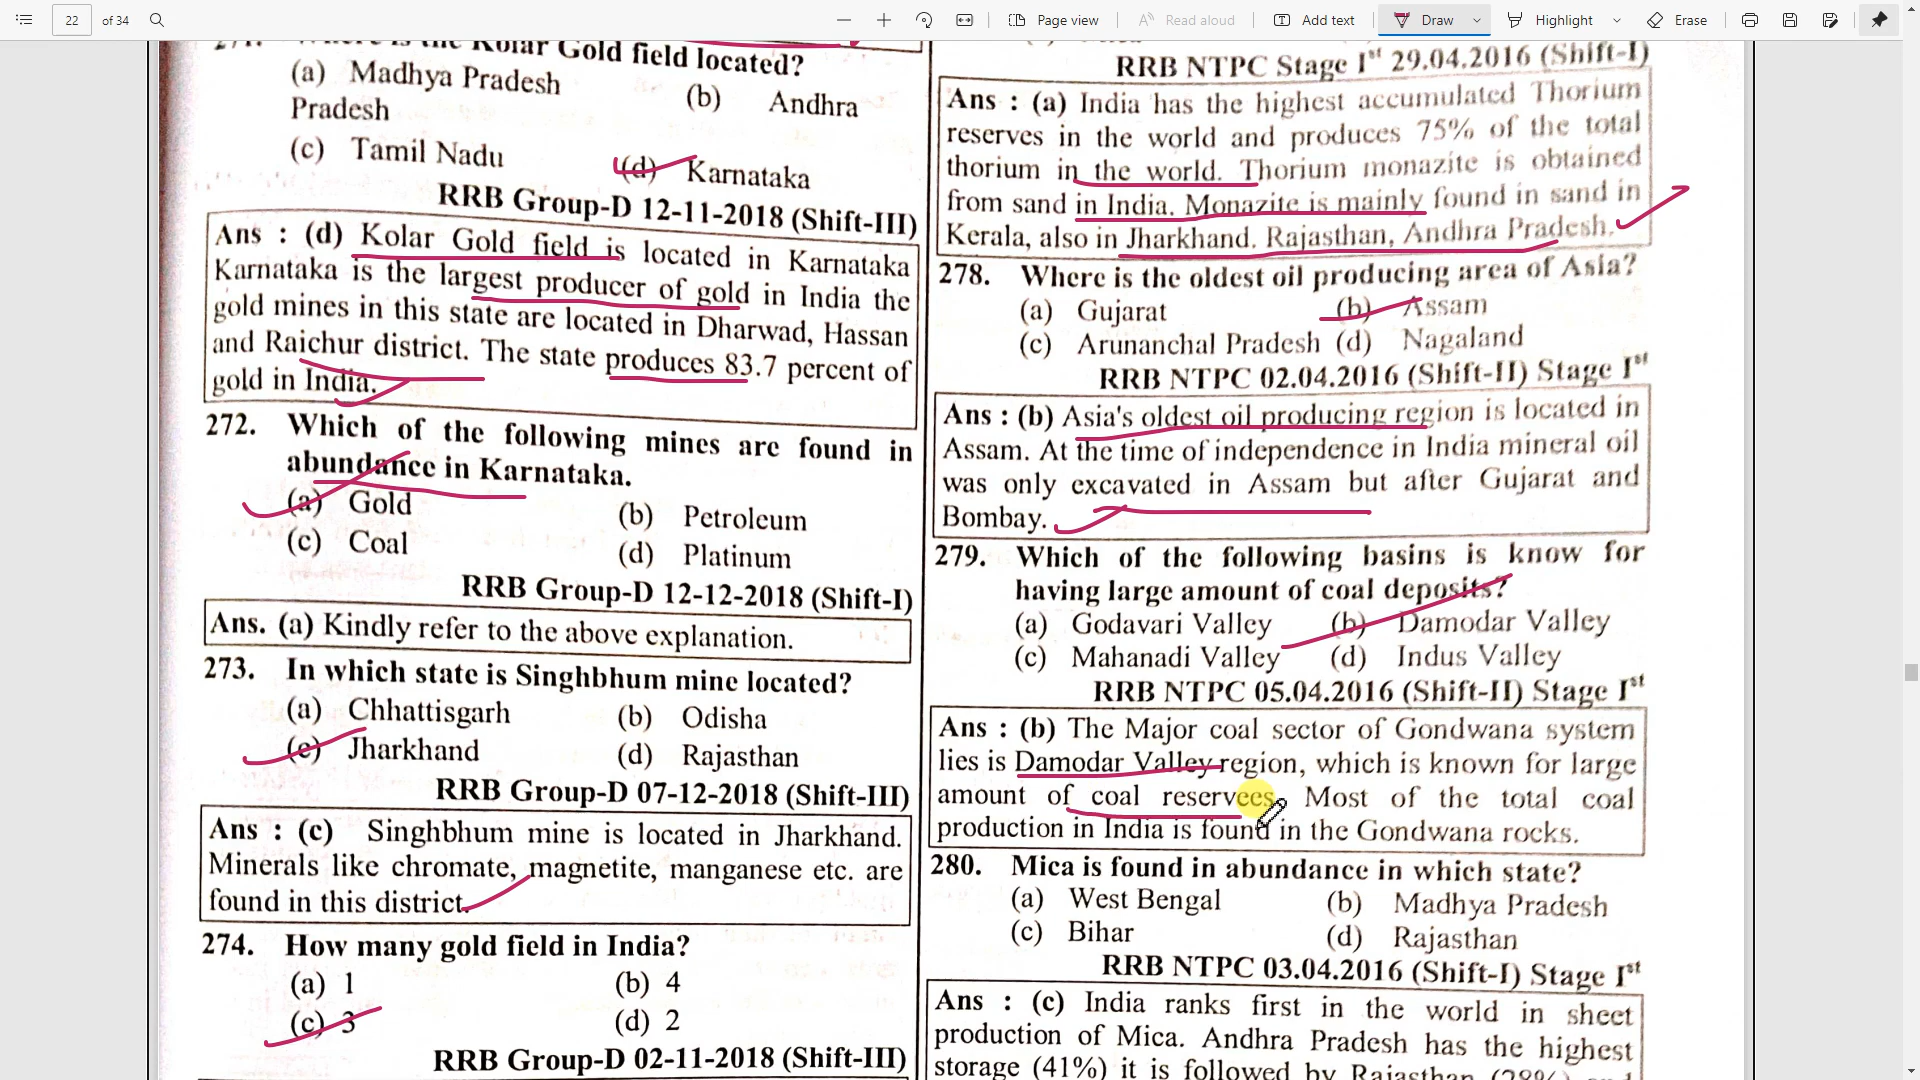 22 of 34 Page view Read aloud Add text Draw Highlight Erase
271. Where is the Kolar Gold field located?
(a) Madhya Pradesh (b) Andhra
Pradesh
(c) Tamil Nadu (d) Karnataka
RRB Group-D 12-11-2018 (Shift-III)
Ans : (d) Kolar Gold field is located in Karnataka
Karnataka is the largest producer of gold in India the
gold mines in this state are located in Dharwad, Hassan
and Raichur district. The state produces 83.7 percent of
gold in India.
272. Which of the following mines are found in
abundance in Karnataka.
(a) Gold (b) Petroleum
(c) Coal (d) Platinum
RRB Group-D 12-12-2018 (Shift-I)
Ans. (a) Kindly refer to the above explanation.
273. In which state is Singhbhum mine located?
(a) Chhattisgarh (b) Odisha
(c) Jharkhand (d) Rajasthan
RRB Group-D 07-12-2018 (Shift-III)
Ans : (c) Singhbhum mine is located in Jharkhand.
Minerals like chromate, magnetite, manganese etc. are
found in this district.
274. How many gold field in India?
(a) 1 (b) 4
(c) 3 (d) 2
RRB Group-D 02-11-2018 (Shift-III)
RRB NTPC Stage Ist 29.04.2016 (Shift-I)
Ans : (a) India has the highest accumulated Thorium
reserves in the world and produces 75% of the total
thorium in the world. Thorium monazite is obtained
from sand in India. Monazite is mainly found in sand in
Kerala, also in Jharkhand. Rajasthan, Andhra Pradesh.
278. Where is the oldest oil producing area of Asia?
(a) Gujarat (b) Assam
(c) Arunanchal Pradesh (d) Nagaland
RRB NTPC 02.04.2016 (Shift-II) Stage Ist
Ans : (b) Asia's oldest oil producing region is located in
Assam. At the time of independence in India mineral oil
was only excavated in Assam but after Gujarat and
Bombay.
279. Which of the following basins is know for
having large amount of coal deposits?
(a) Godavari Valley (b) Damodar Valley
(c) Mahanadi Valley (d) Indus Valley
RRB NTPC 05.04.2016 (Shift-II) Stage Ist
Ans : (b) The Major coal sector of Gondwana system
lies is Damodar Valley region, which is known for large
amount of coal reservees. Most of the total coal
production in India is found in the Gondwana rocks.
280. Mica is found in abundance in which state?
(a) West Bengal (b) Madhya Pradesh
(c) Bihar (d) Rajasthan
RRB NTPC 03.04.2016 (Shift-I) Stage Ist
Ans : (c) India ranks first in the world in sheet
production of Mica. Andhra Pradesh has the highest
storage (41%) it is followed by Rajasthan (28%) and